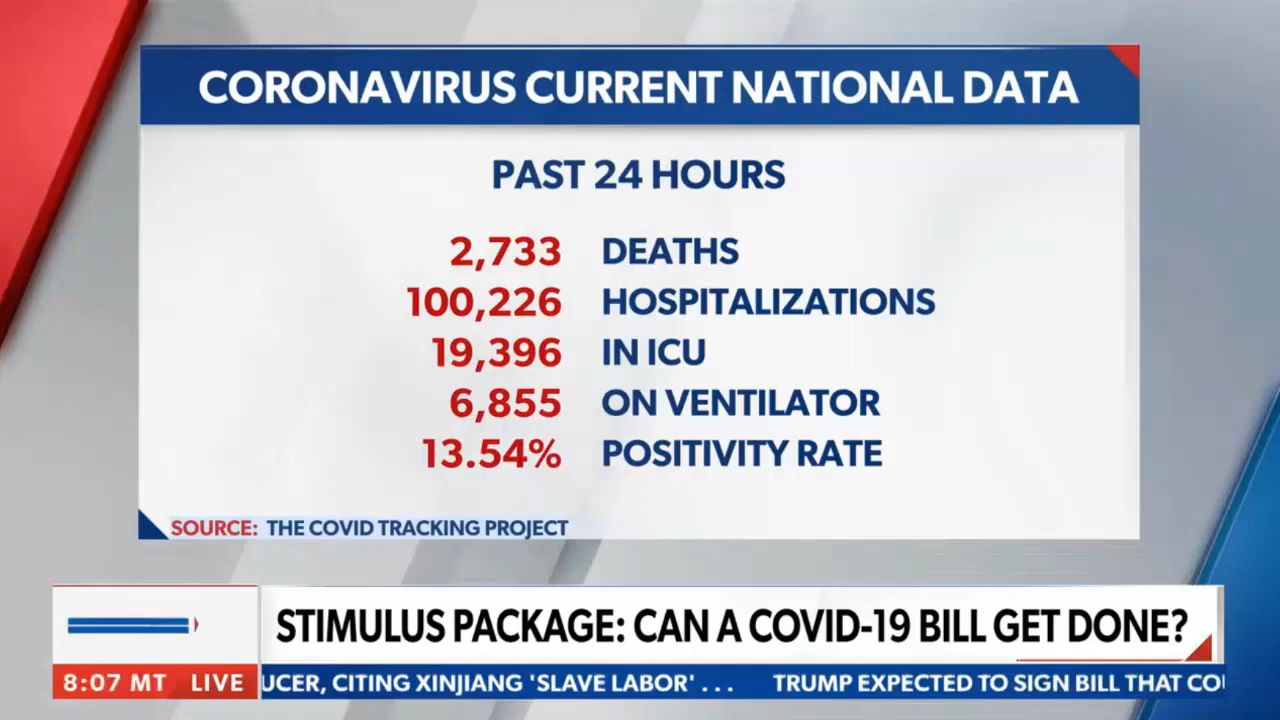 CORONAVIRUS CURRENT NATIONAL DATA
PAST 24 HOURS
2,733 DEATHS
100,226 HOSPITALIZATIONS
19,396 IN ICU
6,855 ON VENTILATOR
13.54% POSITIVITY RATE
SOURCE: THE COVID TRACKING PROJECT
STIMULUS PACKAGE: CAN A COVID-19 BILL GET DONE?
8:07 MT LIVE UCER, CITING XINJIANG 'SLAVE LABOR' . . . TRUMP EXPECTED TO SIGN BILL THAT COU